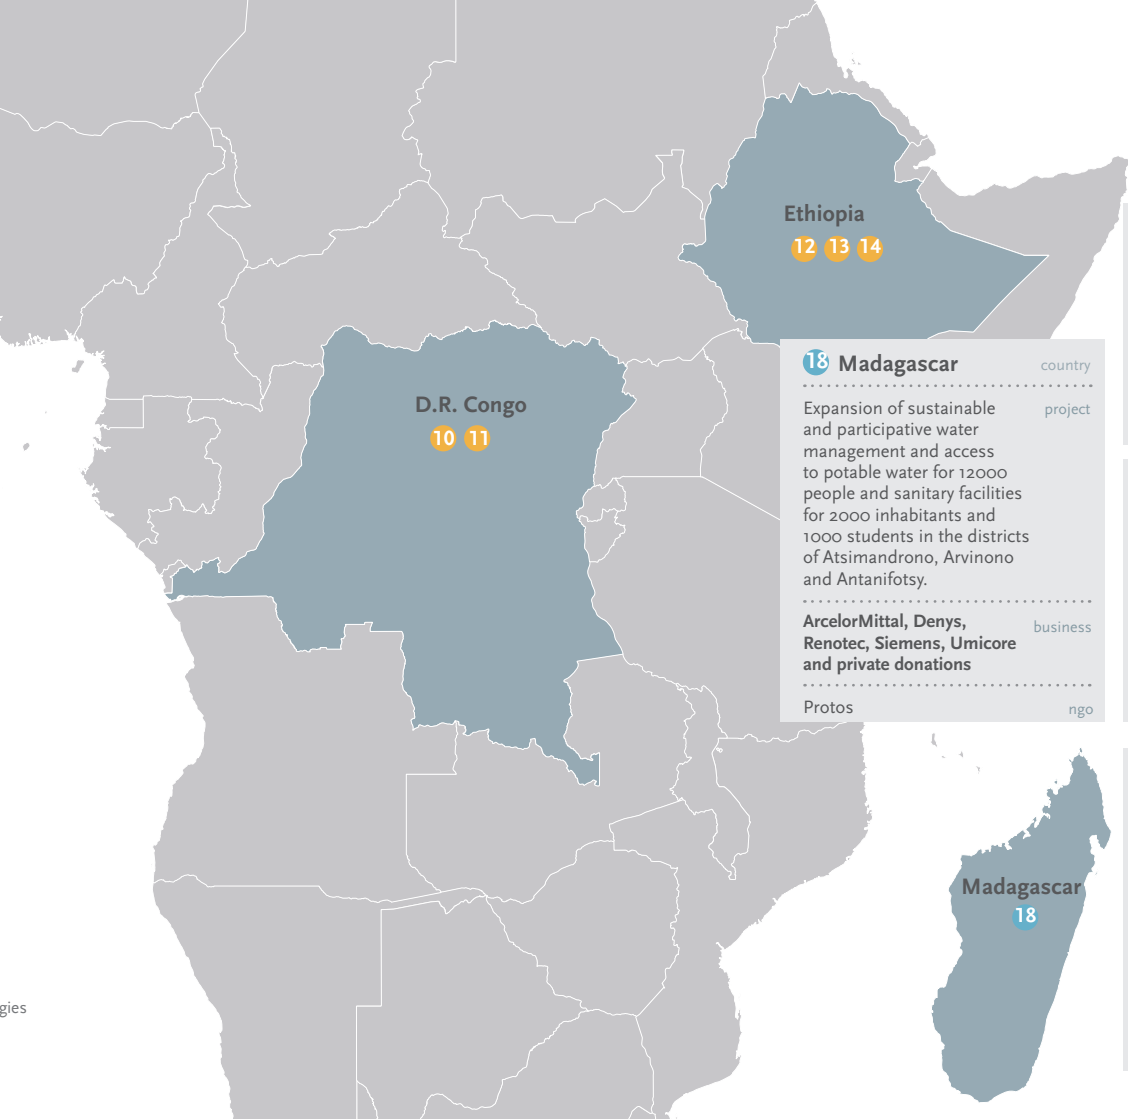 Ethiopia
12 13 14
D.R. Congo
10 11
18 Madagascar country
Expansion of sustainable project
and participative water
management and access
to potable water for 12000
people and sanitary facilities
for 2000 inhabitants and
1000 students in the districts
of Atsimandrono, Arvinono
and Antanifotsy.
ArcelorMittal, Denys, business
Renotec, Siemens, Umicore
and private donations
Protos ngo
Madagascar
18
gies